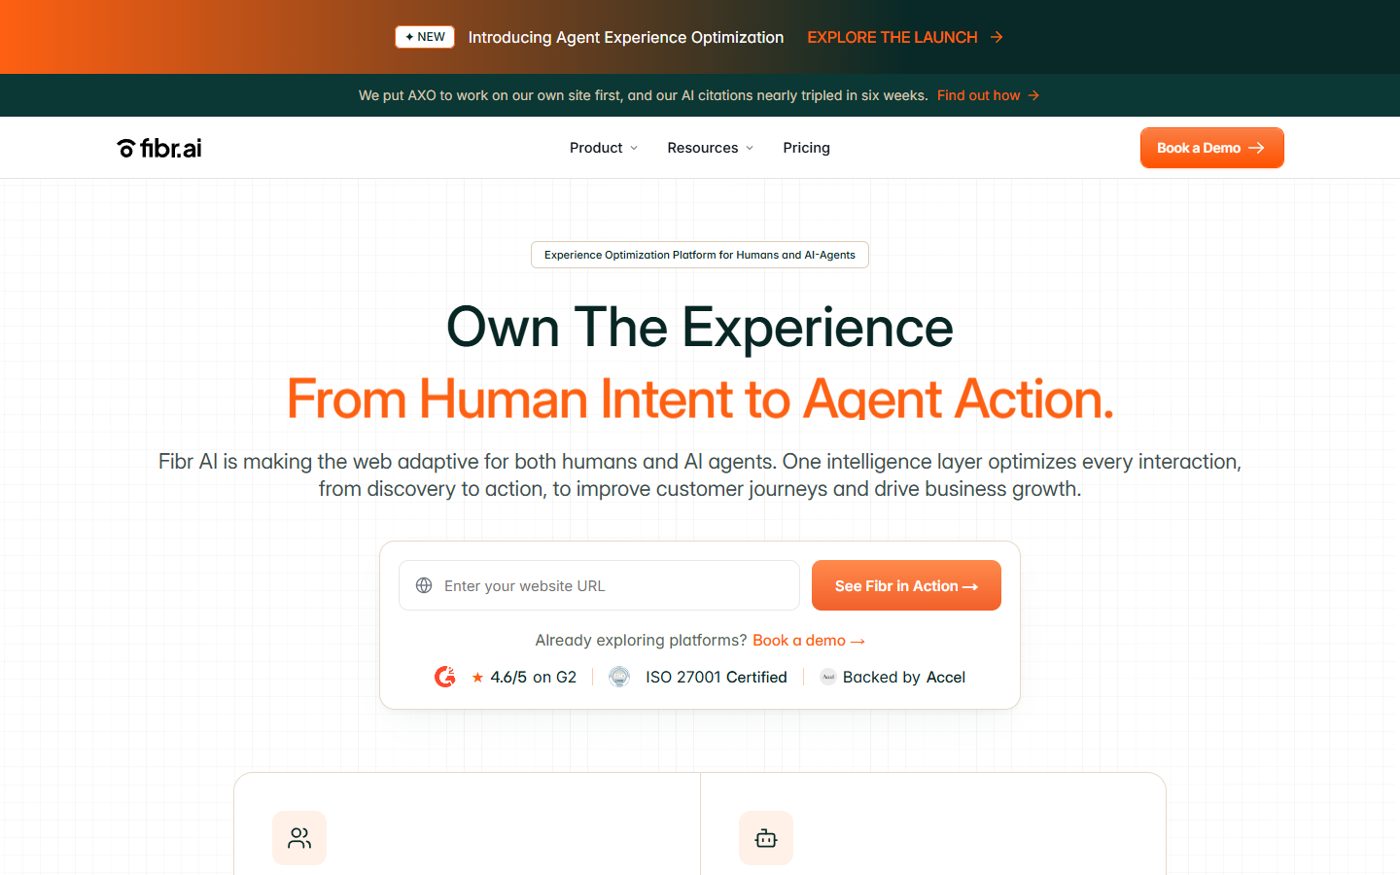 ✦ NEW Introducing Agent Experience Optimization EXPLORE THE LAUNCH →
We put AXO to work on our own site first, and our AI citations nearly tripled in six weeks. Find out how →
fibr.ai Product Resources Pricing Book a Demo →
Experience Optimization Platform for Humans and AI-Agents
Own The Experience
From Human Intent to Agent Action.
Fibr AI is making the web adaptive for both humans and AI agents. One intelligence layer optimizes every interaction,
from discovery to action, to improve customer journeys and drive business growth.
Enter your website URL See Fibr in Action →
Already exploring platforms? Book a demo →
★ 4.6/5 on G2 ISO 27001 Certified Accel Backed by Accel